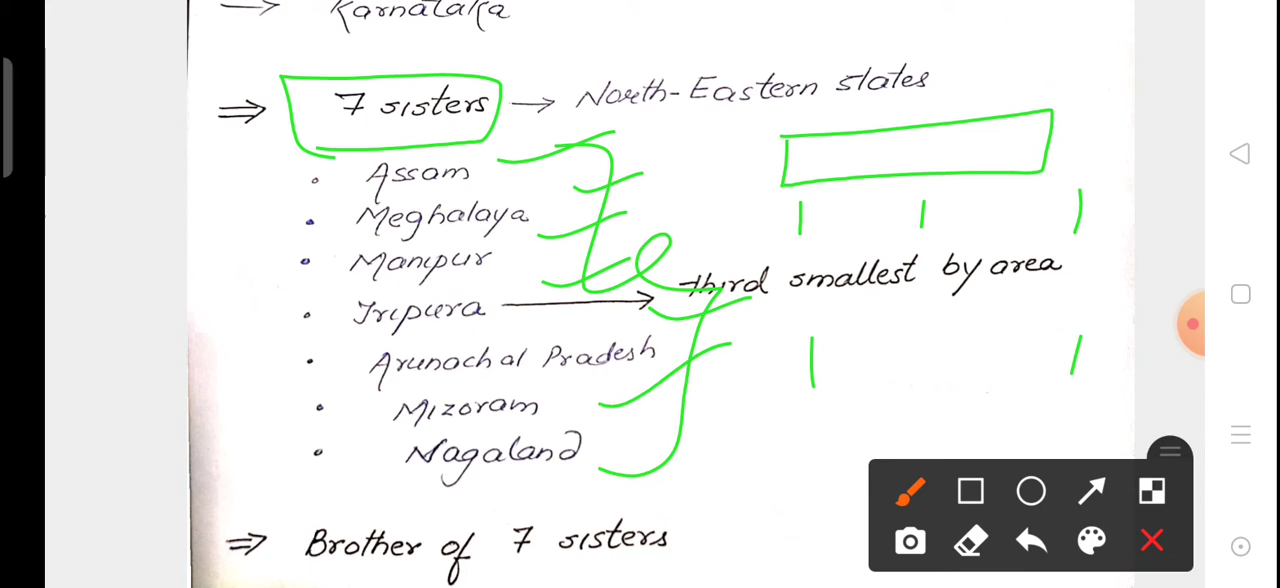 → Karnataka
⇒ 7 sisters → North-Eastern states
• Assam
• Meghalaya
• Manipur
• Tripura → third smallest by area
• Arunachal Pradesh
• Mizoram
• Nagaland
⇒ Brother of 7 sisters